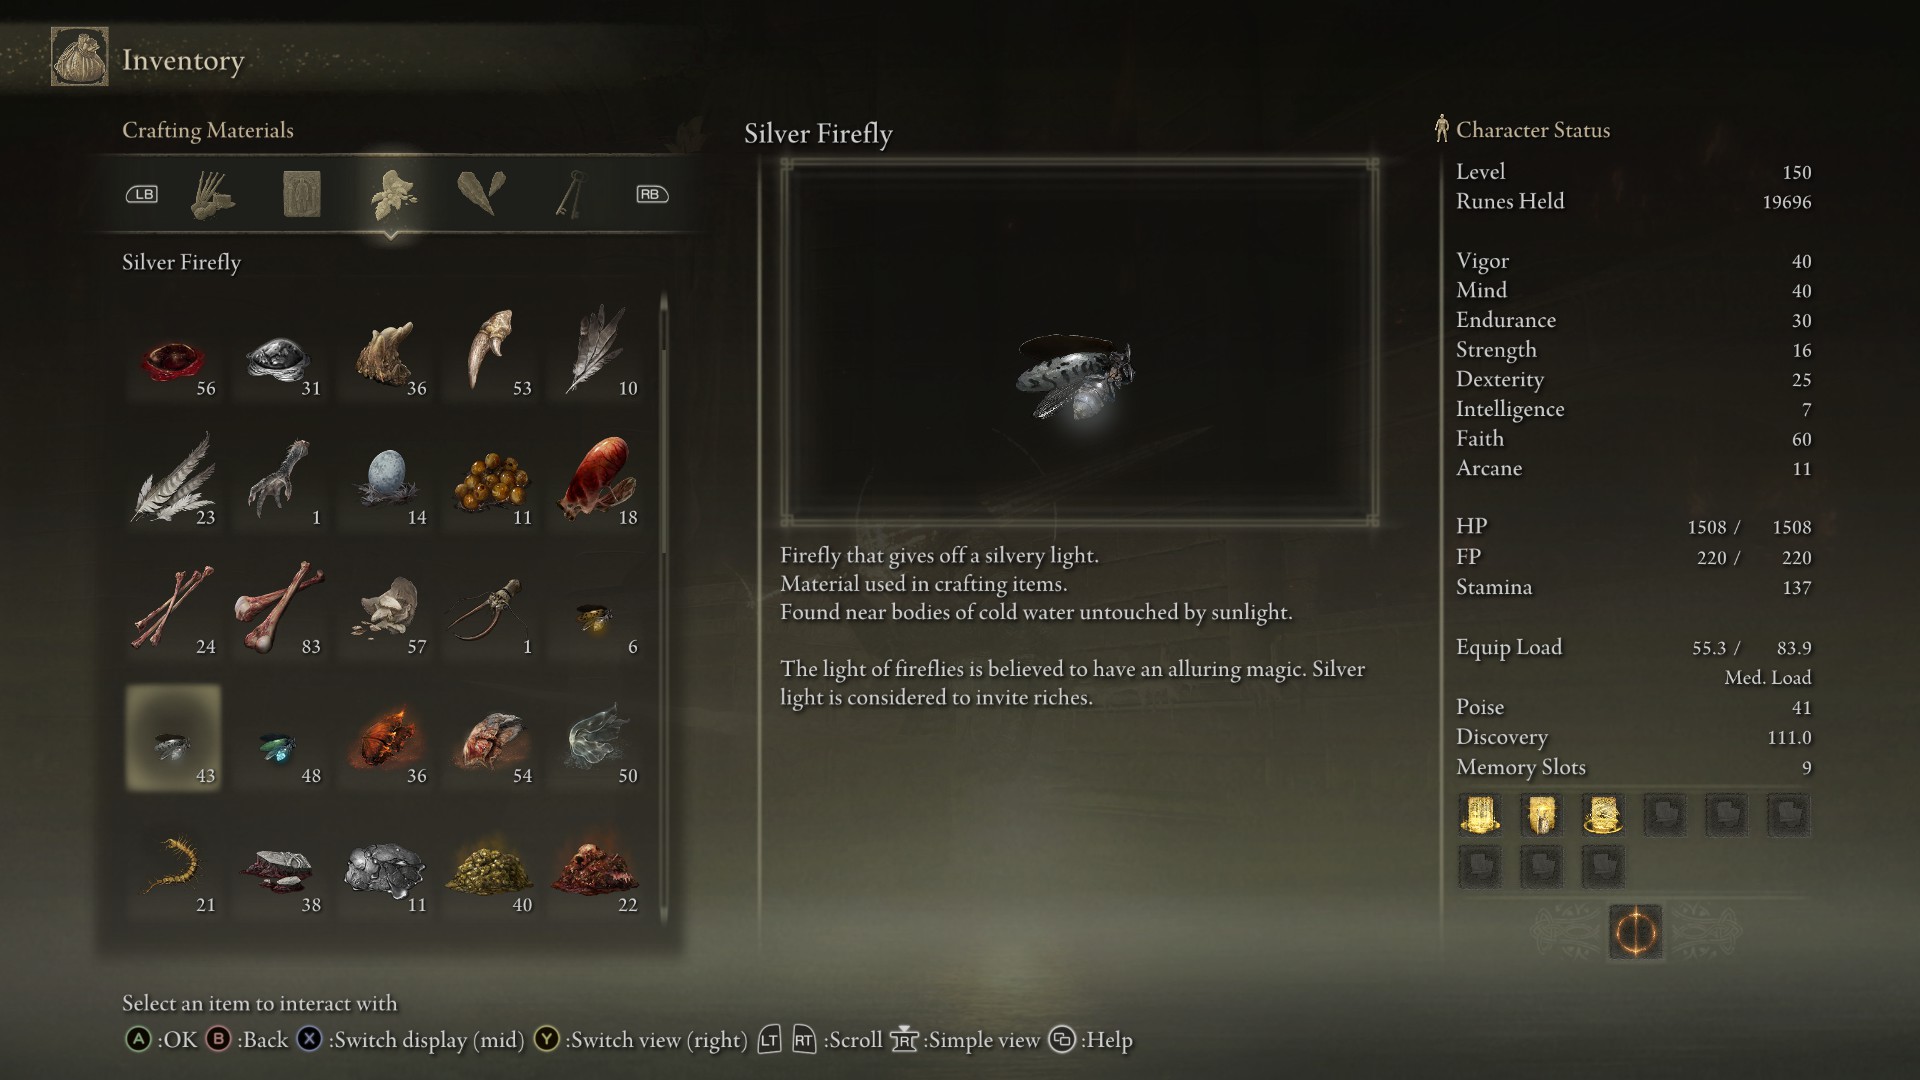 Inventory
Crafting Materials
LB
RB
Silver Firefly
56 31 36 53 10
23 1 14 11 18
24 83 57 1 6
43 48 36 54 50
21 38 11 40 22
Silver Firefly
Firefly that gives off a silvery light.
Material used in crafting items.
Found near bodies of cold water untouched by sunlight.
The light of fireflies is believed to have an alluring magic. Silver
light is considered to invite riches.
Character Status
Level 150
Runes Held 19696
Vigor 40
Mind 40
Endurance 30
Strength 16
Dexterity 25
Intelligence 7
Faith 60
Arcane 11
HP 1508 / 1508
FP 220 / 220
Stamina 137
Equip Load 55.3 / 83.9
Med. Load
Poise 41
Discovery 111.0
Memory Slots 9
Select an item to interact with
A :OK B :Back X :Switch display (mid) Y :Switch view (right) LT RT :Scroll R :Simple view :Help